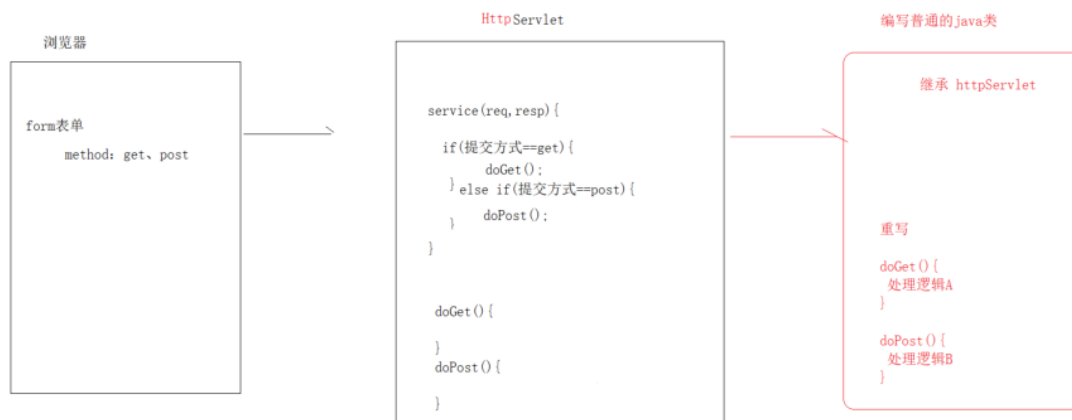 浏览器
form表单
method: get、post
HttpServlet
service(req,resp){
if(提交方式==get){
doGet();
} else if(提交方式==post){
doPost();
}
}
doGet(){
}
doPost(){
}
编写普通的java类
继承 httpServlet
重写
doGet(){
处理逻辑A
}
doPost(){
处理逻辑B
}